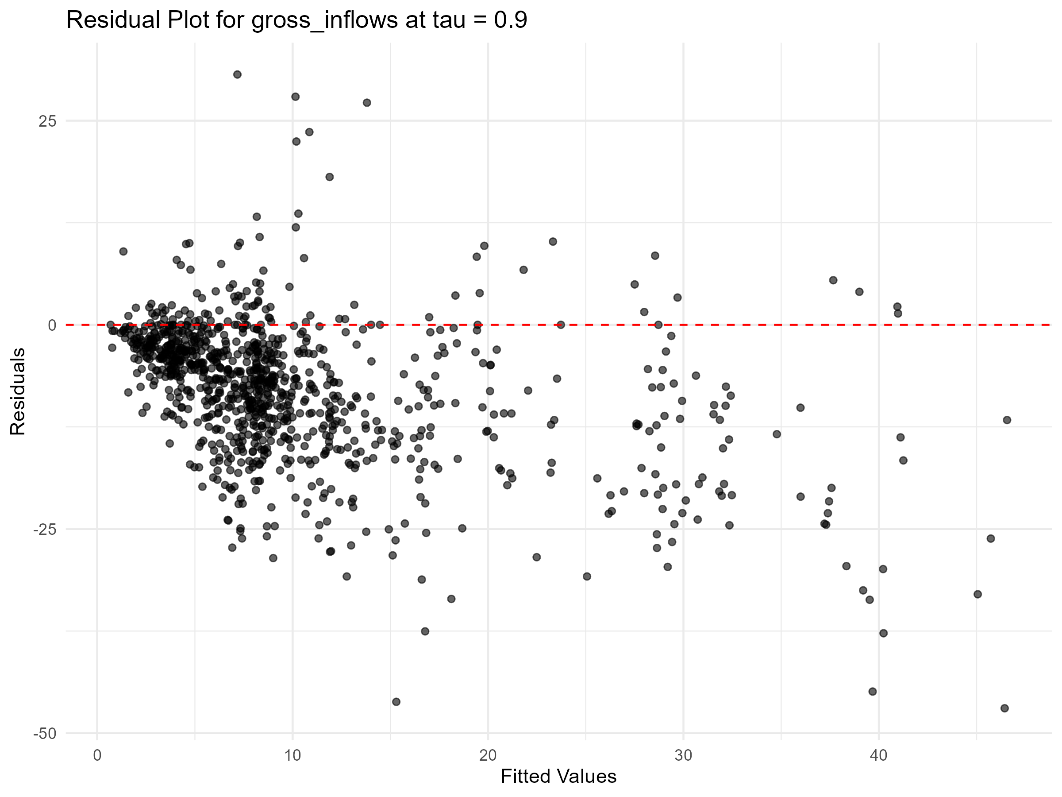 Residual Plot for gross_inflows at tau = 0.9
Residuals
25
0
-25
-50
0 10 20 30 40
Fitted Values